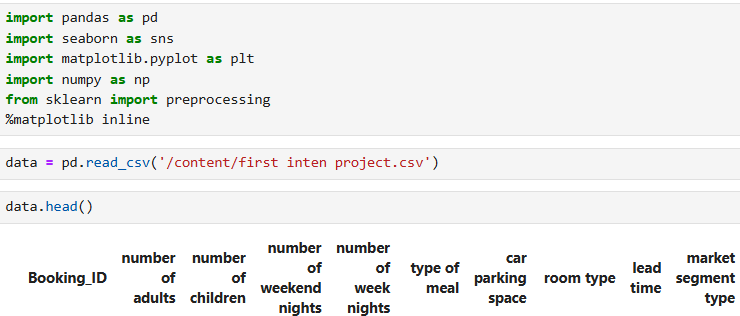 import pandas as pd
import seaborn as sns
import matplotlib.pyplot as plt
import numpy as np
from sklearn import preprocessing
%matplotlib inline
data = pd.read_csv('/content/first inten project.csv')
data.head()
Booking_ID number of adults number of children number of weekend nights number of week nights type of meal car parking space room type lead time market segment type